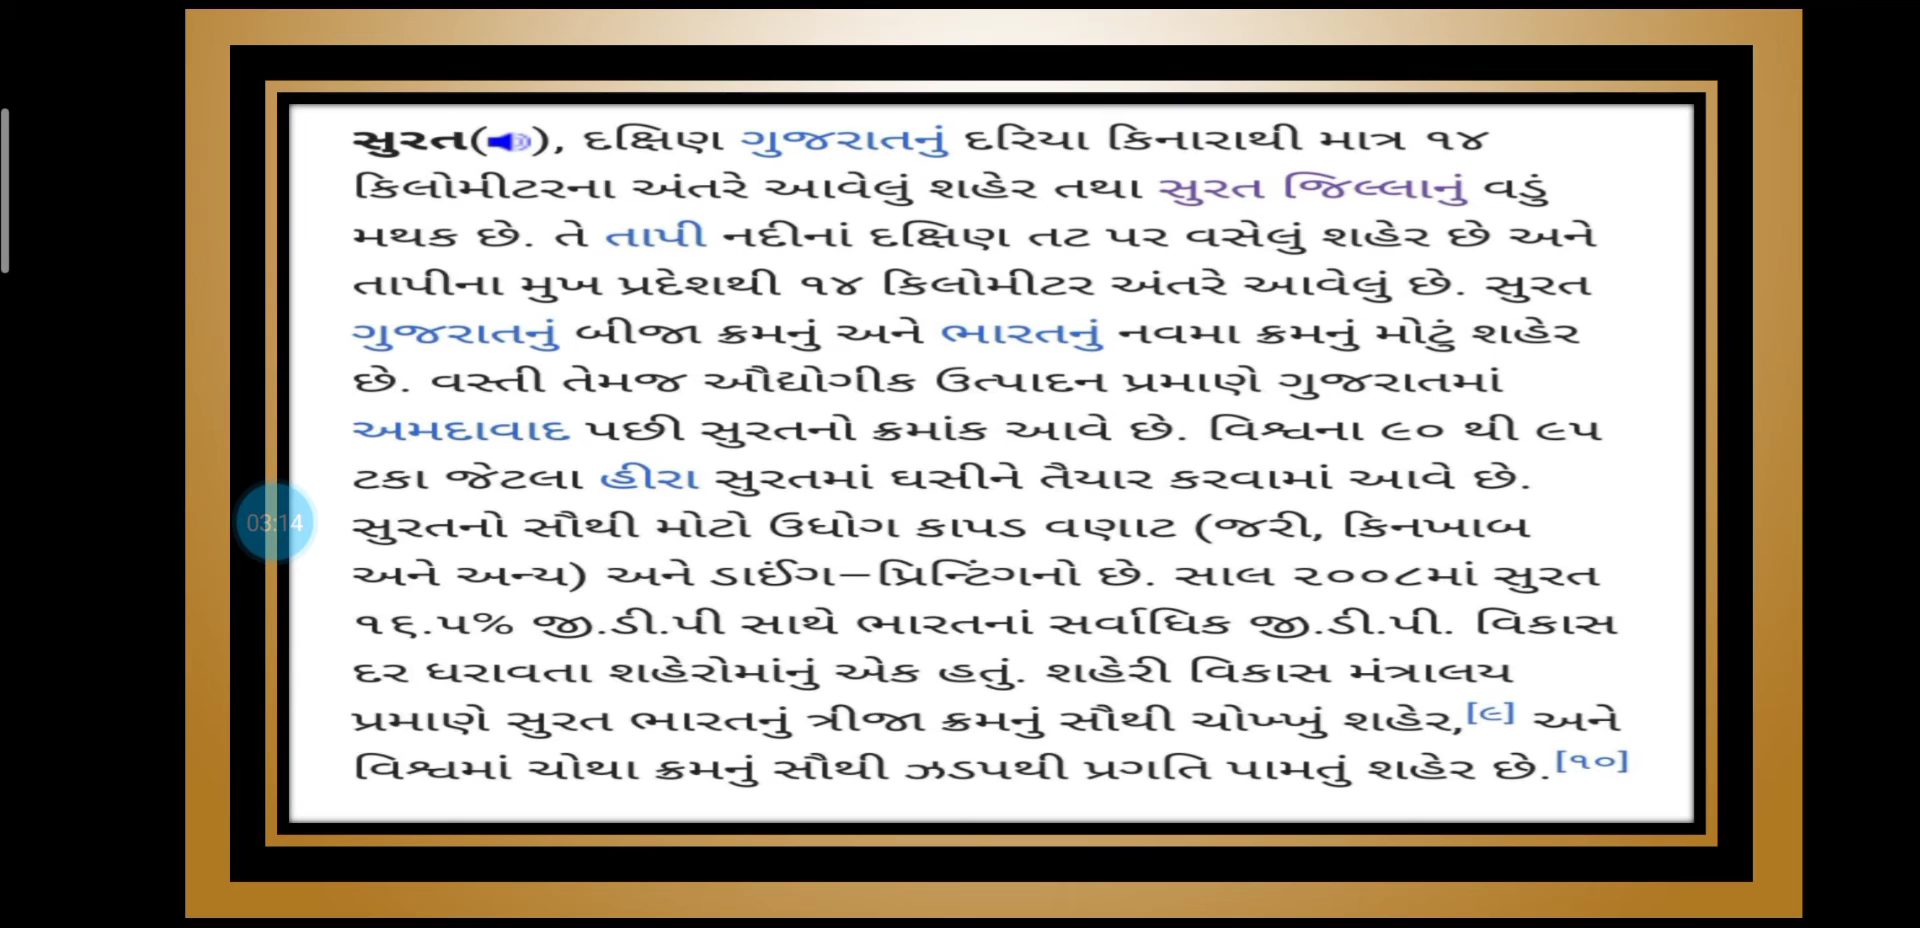 સુરત(), દક્ષિણ ગુજરાતનું દરિયા કિનારાથી માત્ર ૧૪
કિલોમીટરના અંતરે આવેલું શહેર તથા સુરત જિલ્લાનું વડું
મથક છે. તે તાપી નદીનાં દક્ષિણ તટ પર વસેલું શહેર છે અને
તાપીના મુખ પ્રદેશથી ૧૪ કિલોમીટર અંતરે આવેલું છે. સુરત
ગુજરાતનું બીજા ક્રમનું અને ભારતનું નવમા ક્રમનું મોટું શહેર
છે. વસ્તી તેમજ ઔદ્યોગીક ઉત્પાદન પ્રમાણે ગુજરાતમાં
અમદાવાદ પછી સુરતનો ક્રમાંક આવે છે. વિશ્વના ૯૦ થી ૯૫
ટકા જેટલા હીરા સુરતમાં ઘસીને તૈયાર કરવામાં આવે છે.
03:14
સુરતનો સૌથી મોટો ઉધોગ કાપડ વણાટ (જરી, કિનખાબ
અને અન્ય) અને ડાઈંગ–પ્રિન્ટિંગનો છે. સાલ ૨૦૦૮માં સુરત
૧૬.૫% જી.ડી.પી સાથે ભારતનાં સર્વાધિક જી.ડી.પી. વિકાસ
દર ધરાવતા શહેરોમાંનું એક હતું. શહેરી વિકાસ મંત્રાલય
પ્રમાણે સુરત ભારતનું ત્રીજા ક્રમનું સૌથી ચોખ્ખું શહેર,[૯] અને
વિશ્વમાં ચોથા ક્રમનું સૌથી ઝડપથી પ્રગતિ પામતું શહેર છે.[૧૦]